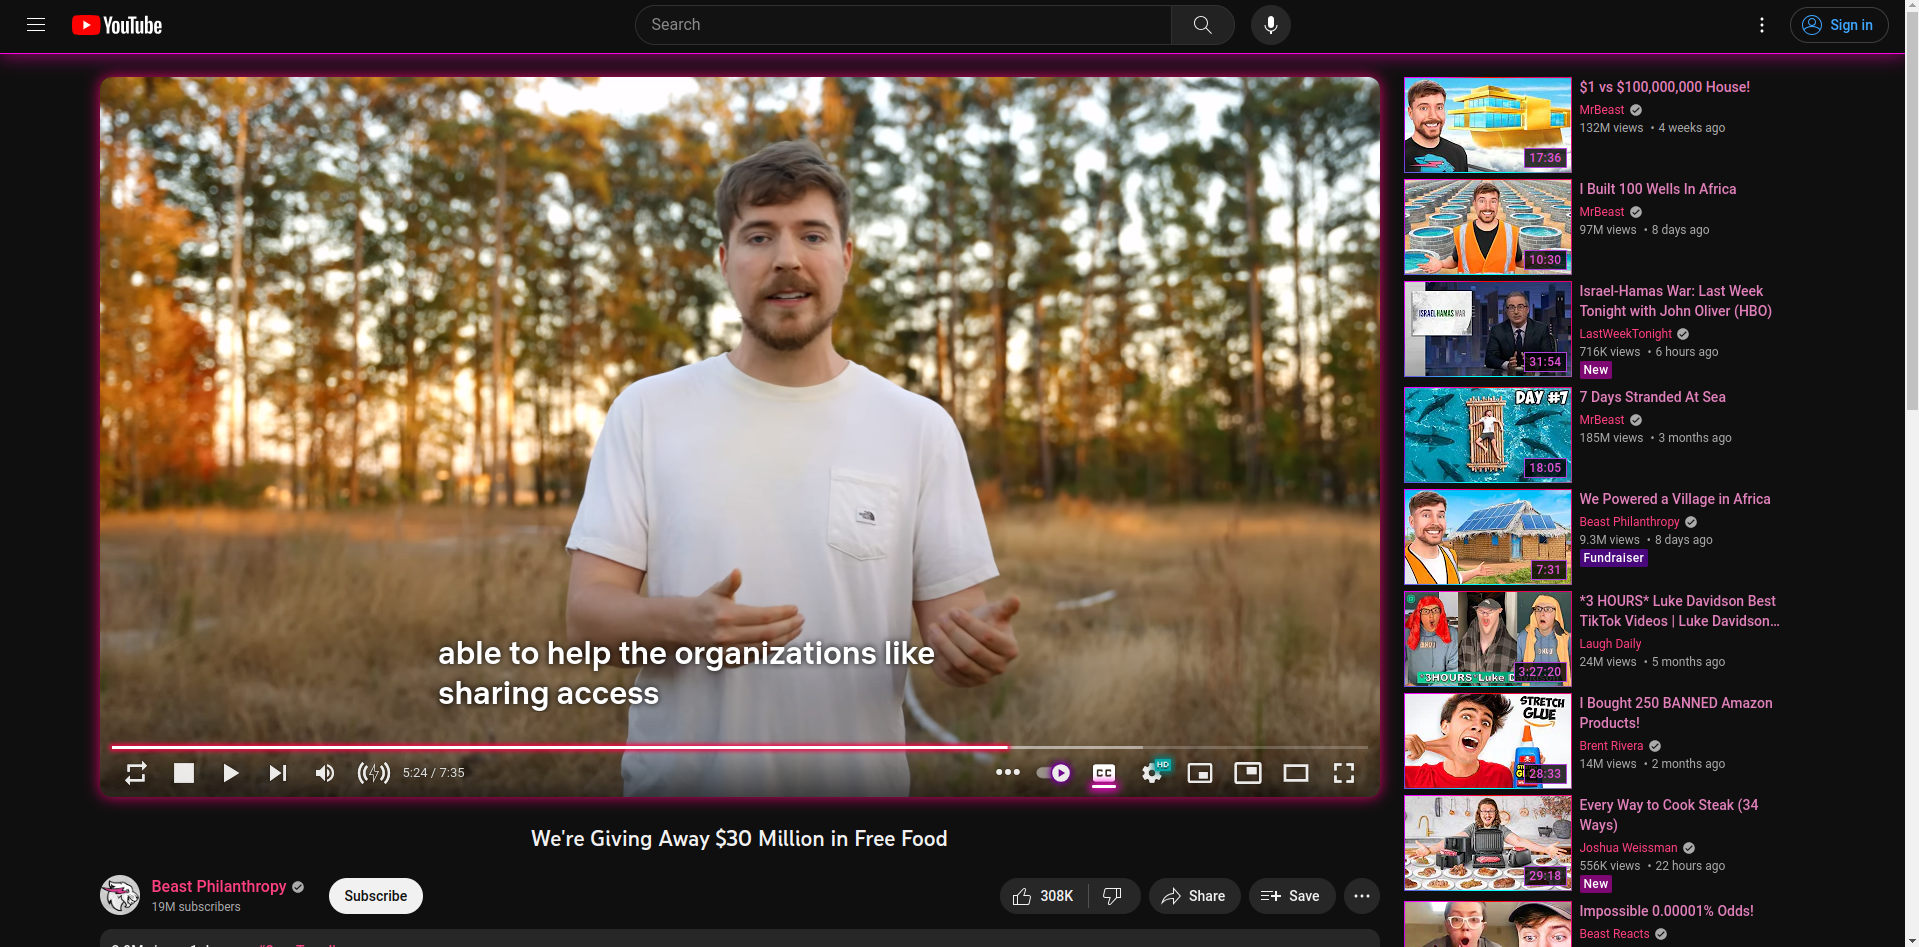 YouTube
Search
Sign in
able to help the organizations like
sharing access
5:24 / 7:35
CC
HD
We're Giving Away $30 Million in Free Food
Beast Philanthropy
19M subscribers
Subscribe
308K
Share
Save
17:36
$1 vs $100,000,000 House!
MrBeast
132M views • 4 weeks ago
10:30
I Built 100 Wells In Africa
MrBeast
97M views • 8 days ago
ISRAEL HAMAS WAR
31:54
Israel-Hamas War: Last Week
Tonight with John Oliver (HBO)
LastWeekTonight
716K views • 6 hours ago
New
DAY #7
18:05
7 Days Stranded At Sea
MrBeast
185M views • 3 months ago
7:31
We Powered a Village in Africa
Beast Philanthropy
9.3M views • 8 days ago
Fundraiser
3:27:20
3HOURS Luke
*3 HOURS* Luke Davidson Best
TikTok Videos | Luke Davidson...
Laugh Daily
24M views • 5 months ago
STRETCH
GLUE
28:33
I Bought 250 BANNED Amazon
Products!
Brent Rivera
14M views • 2 months ago
29:18
Every Way to Cook Steak (34
Ways)
Joshua Weissman
556K views • 22 hours ago
New
Impossible 0.00001% Odds!
Beast Reacts